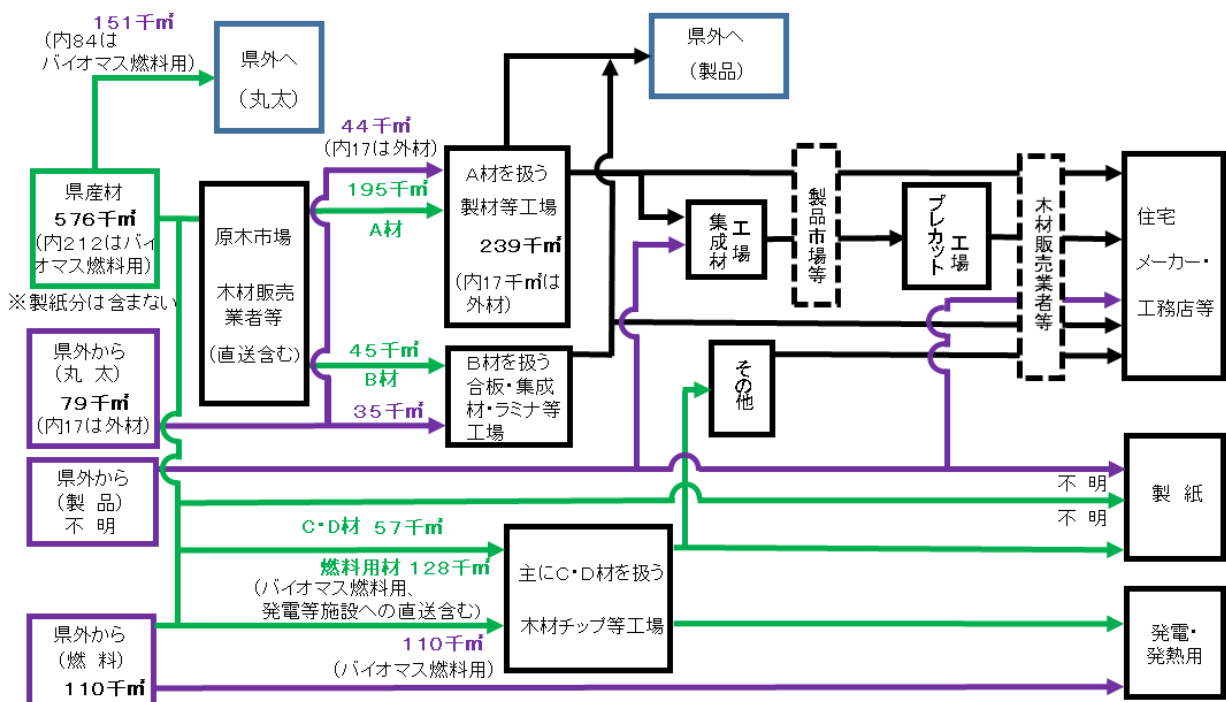 151千㎥
(内84は
バイオマス燃料用)
県外へ
(丸太)
県外へ
(製品)
県産材
576千㎥
(内212はバイ
オマス燃料用)
※製紙分は含まない
原木市場
木材販売
業者等
(直送含む)
44千㎥
(内17は外材)
195千㎥
A材
A材を扱う
製材等工場
239千㎥
(内17千㎥は
外材)
集成材
工場
製品市場等
プレカット
工場
木材販売業者等
住宅
メーカー・
工務店等
県外から
(丸 太)
79千㎥
(内17は外材)
45千㎥
B材
35千㎥
B材を扱う
合板・集成
材・ラミナ等
工場
その他
県外から
(製 品)
不 明
不 明
不 明
製 紙
C・D材 57千㎥
燃料用材 128千㎥
(バイオマス燃料用、
発電等施設への直送含む)
110千㎥
(バイオマス燃料用)
主にC・D材を扱う
木材チップ等工場
県外から
(燃 料)
110千㎥
発電・
発熱用